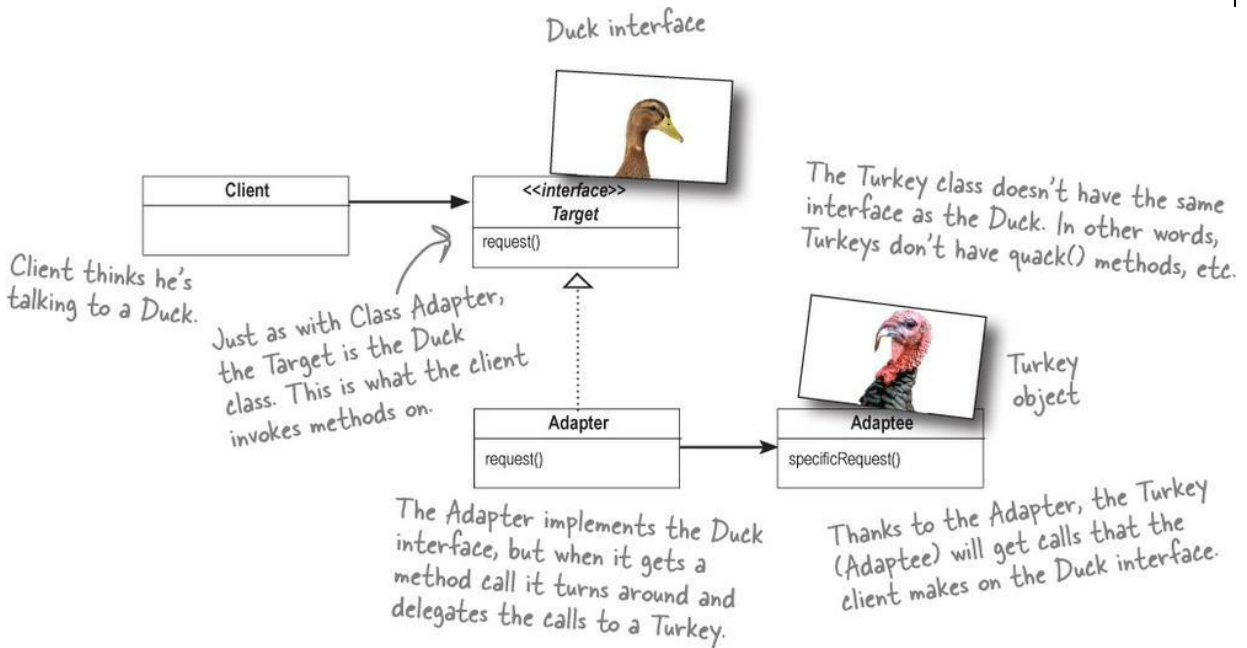 Duck interface
Client
<<interface>>
Target
request()
The Turkey class doesn't have the same
interface as the Duck. In other words,
Turkeys don't have quack() methods, etc.
Client thinks he's
talking to a Duck.
Just as with Class Adapter,
the Target is the Duck
class. This is what the client
invokes methods on.
Turkey
object
Adapter
request()
Adaptee
specificRequest()
The Adapter implements the Duck
interface, but when it gets a
method call it turns around and
delegates the calls to a Turkey.
Thanks to the Adapter, the Turkey
(Adaptee) will get calls that the
client makes on the Duck interface.